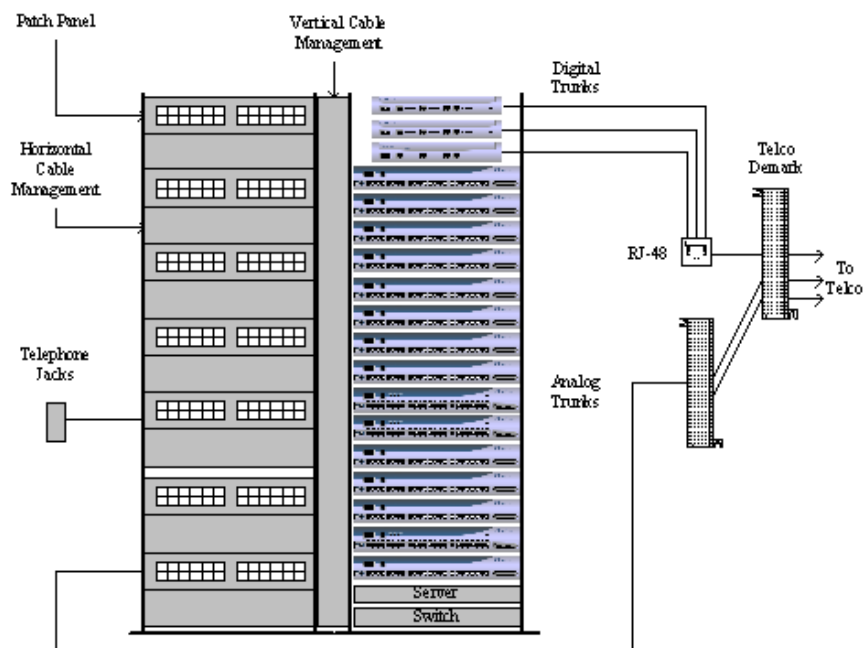 Patch Panel
Vertical Cable
Management
Digital
Trunks
Horizontal
Cable
Management
Telco
Demark
RJ-48
To
Telco
Telephone
Jacks
Analog
Trunks
Server
Switch